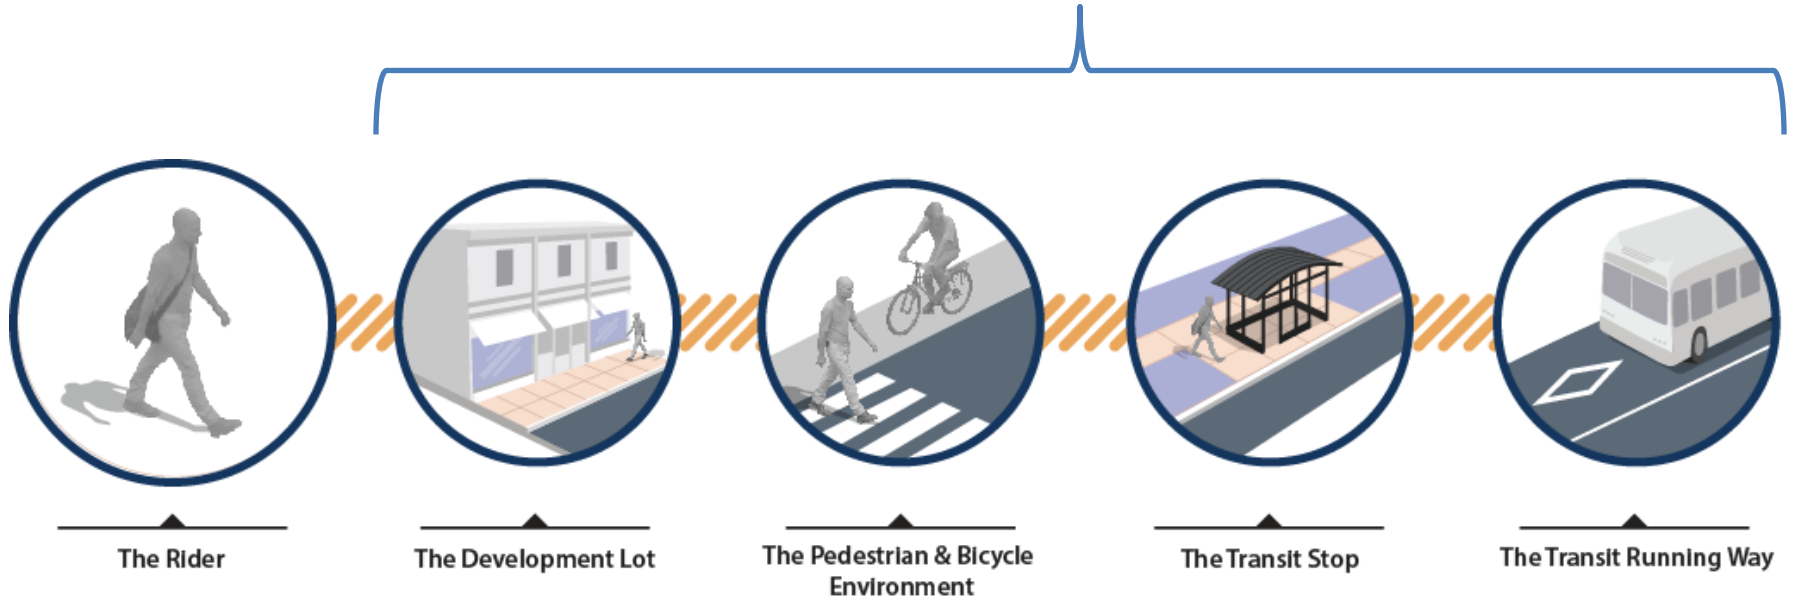 The Rider
The Development Lot
The Pedestrian & Bicycle
Environment
The Transit Stop
The Transit Running Way